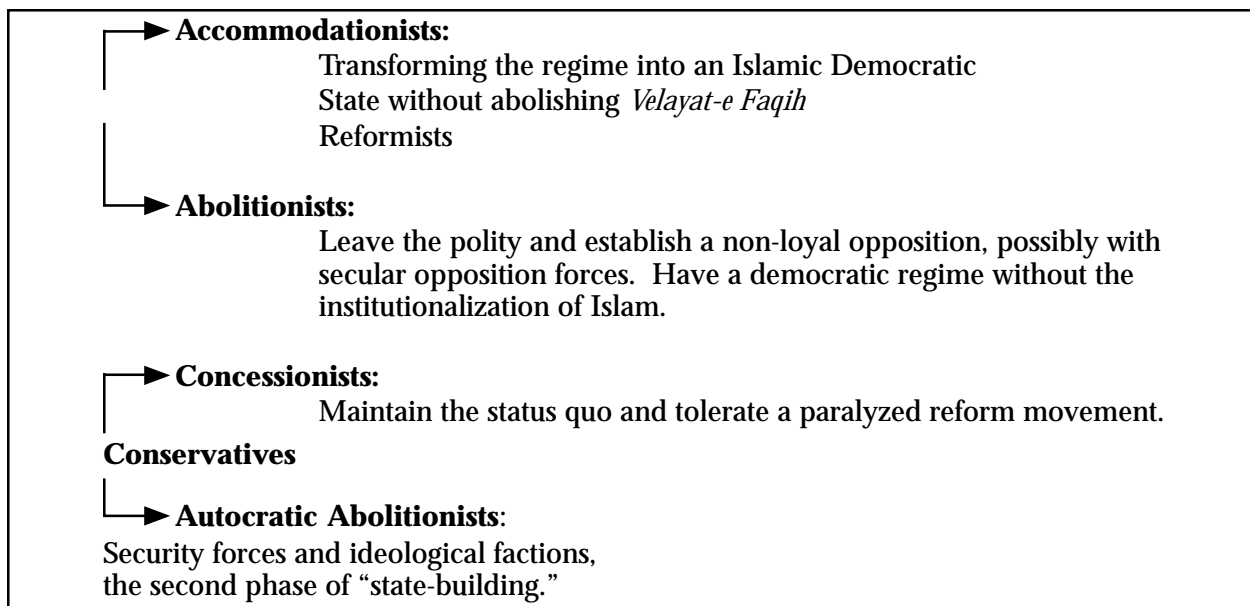 Accommodationists:
Transforming the regime into an Islamic Democratic
State without abolishing Velayat-e Faqih
Reformists
Abolitionists:
Leave the polity and establish a non-loyal opposition, possibly with
secular opposition forces.  Have a democratic regime without the
institutionalization of Islam.
Concessionists:
Maintain the status quo and tolerate a paralyzed reform movement.
Conservatives
Autocratic Abolitionists:
Security forces and ideological factions,
the second phase of “state-building.”